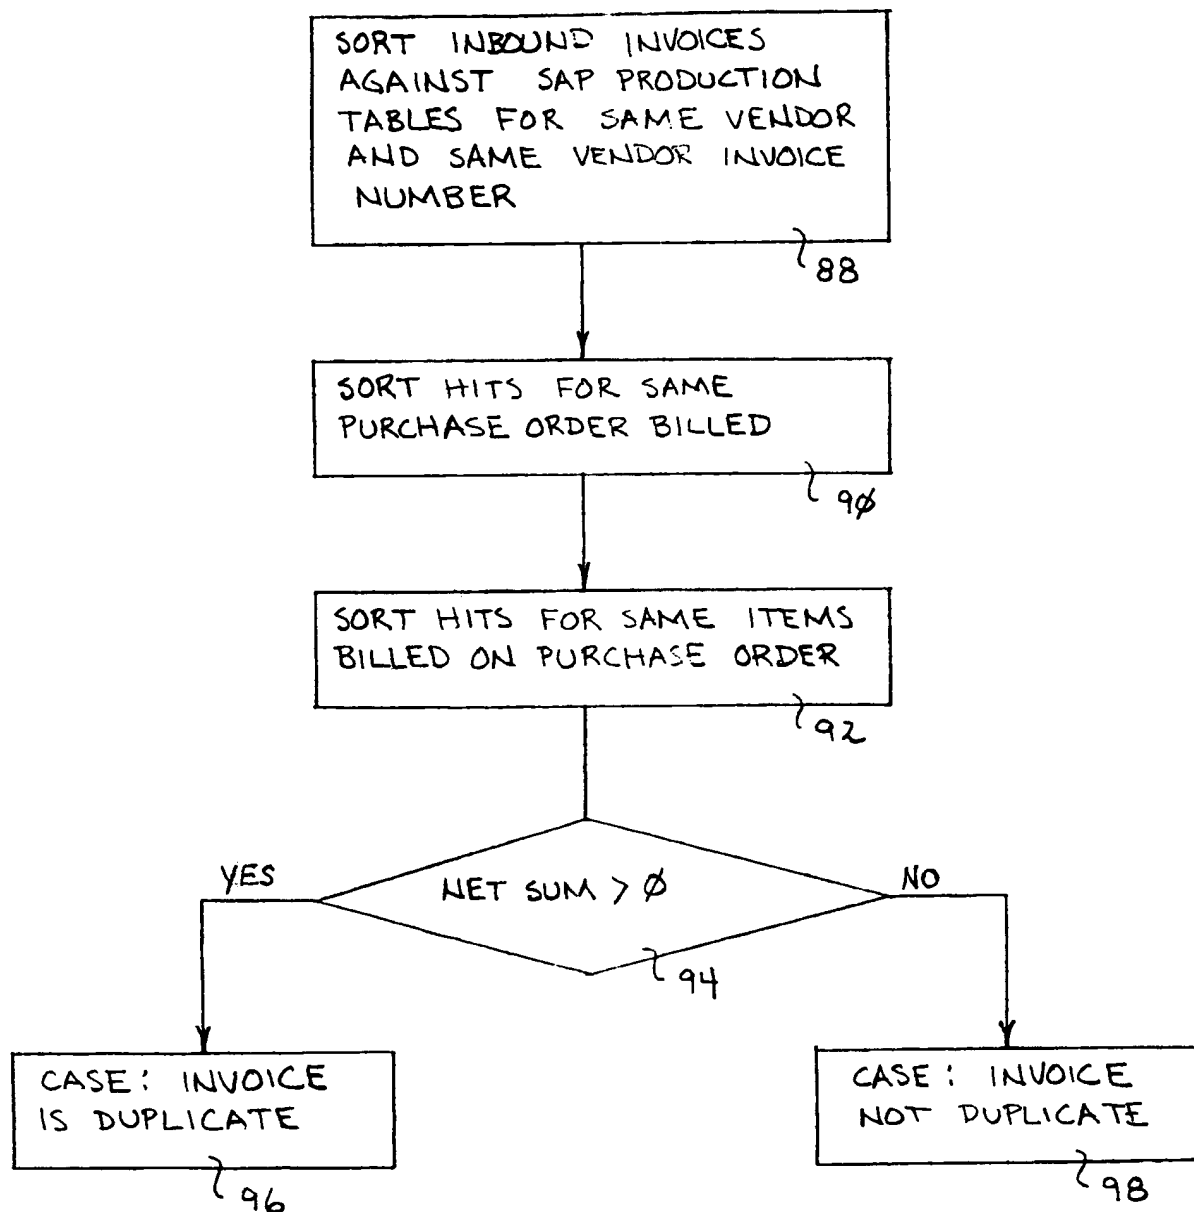 SORT INBOUND INVOICES
AGAINST SAP PRODUCTION
TABLES FOR SAME VENDOR
AND SAME VENDOR INVOICE
NUMBER
88
SORT HITS FOR SAME
PURCHASE ORDER BILLED
9Ø
SORT HITS FOR SAME ITEMS
BILLED ON PURCHASE ORDER
92
YES
NET SUM > Ø
NO
94
CASE: INVOICE
IS DUPLICATE
96
CASE: INVOICE
NOT DUPLICATE
98